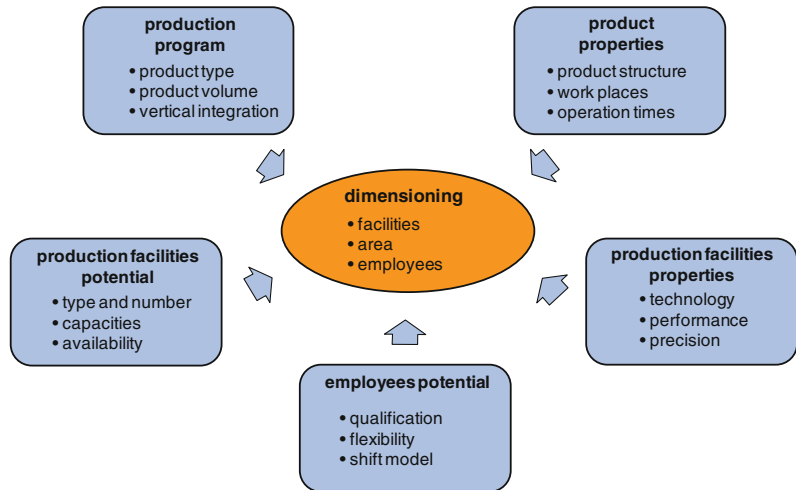 production
program
• product type
• product volume
• vertical integration
product
properties
• product structure
• work places
• operation times
dimensioning
• facilities
• area
• employees
production facilities
potential
• type and number
• capacities
• availability
production facilities
properties
• technology
• performance
• precision
employees potential
• qualification
• flexibility
• shift model